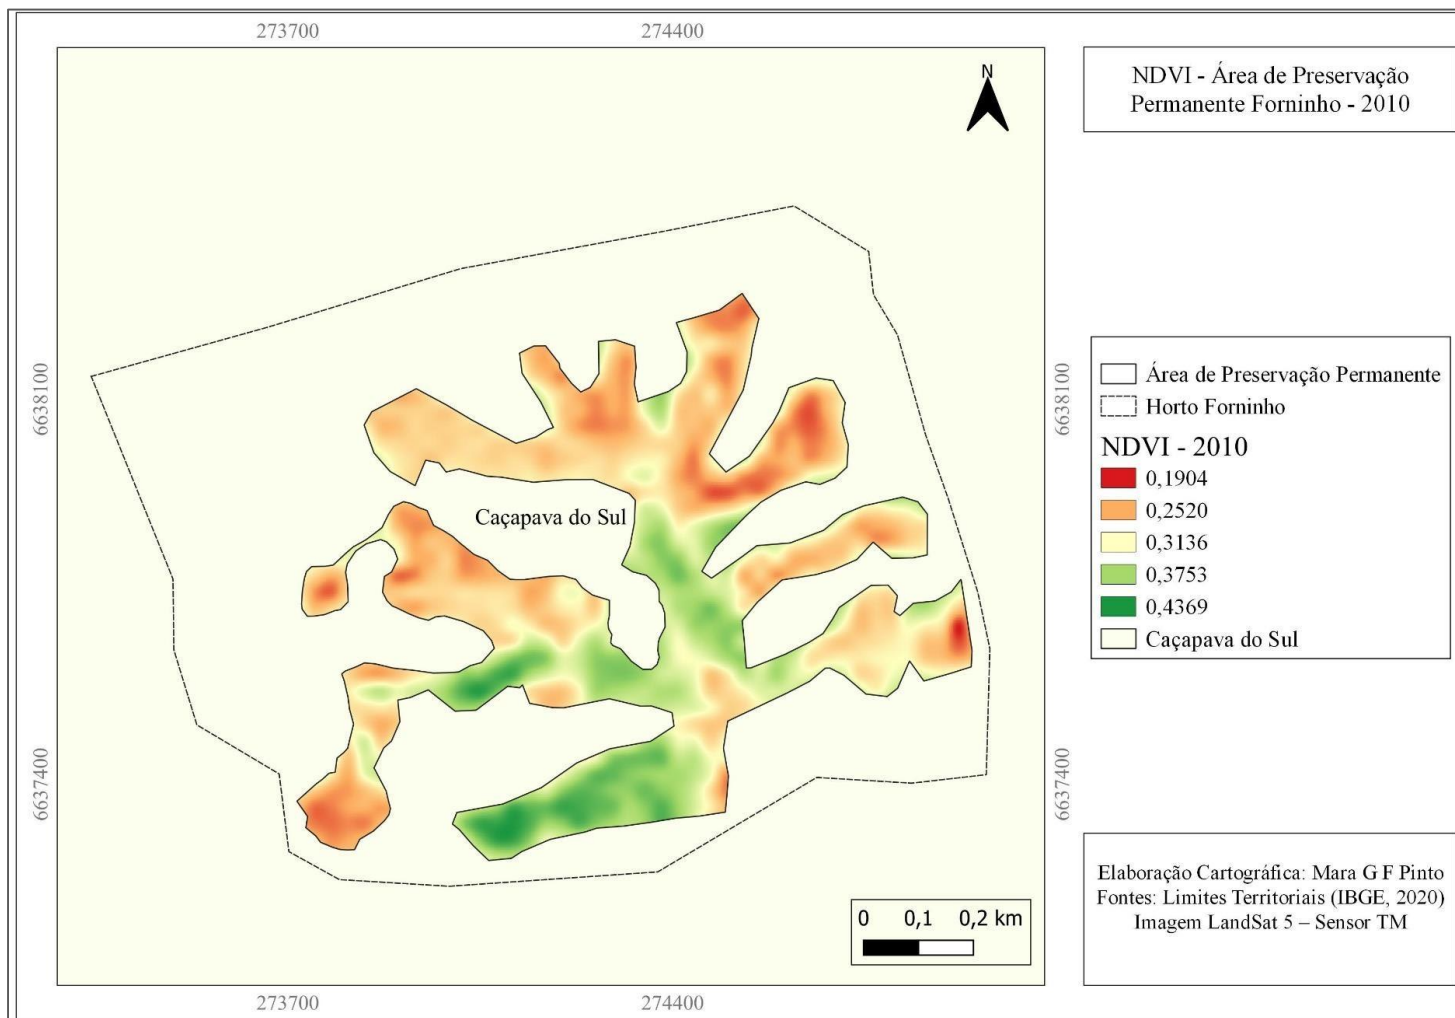 273700
274400
N
NDVI - Área de Preservação
Permanente Forninho - 2010
6638100
6638100
Área de Preservação Permanente
Horto Forninho
NDVI - 2010
0,1904
0,2520
0,3136
0,3753
0,4369
Caçapava do Sul
Caçapava do Sul
6637400
6637400
Elaboração Cartográfica: Mara G F Pinto
Fontes: Limites Territoriais (IBGE, 2020)
Imagem LandSat 5 – Sensor TM
0 0,1 0,2 km
273700
274400